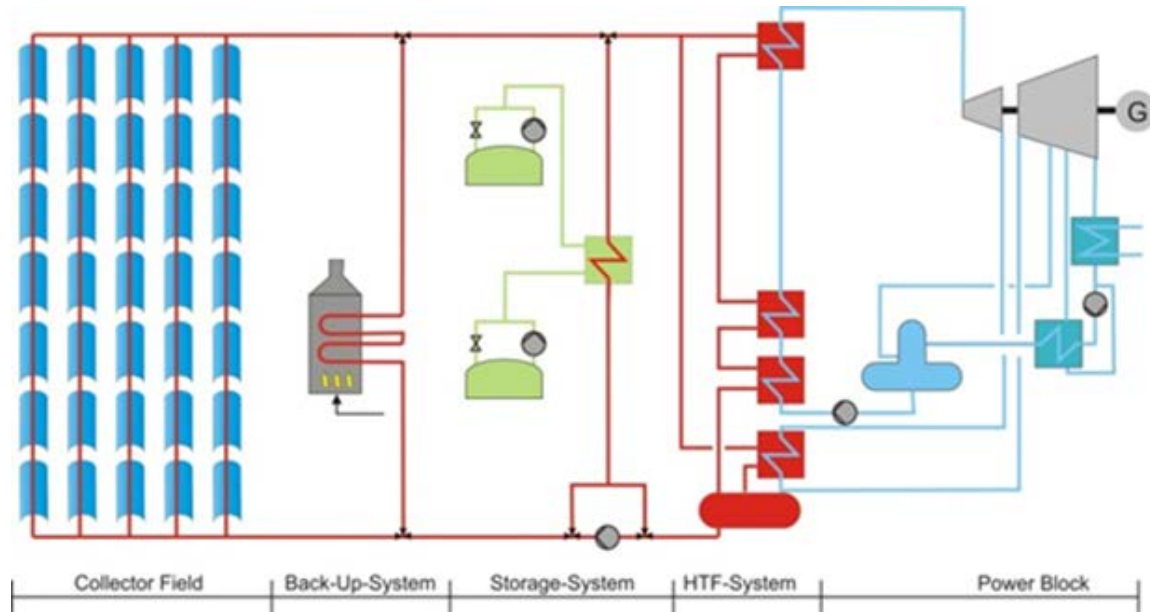 G
Collector Field
Back-Up-System
Storage-System
HTF-System
Power Block